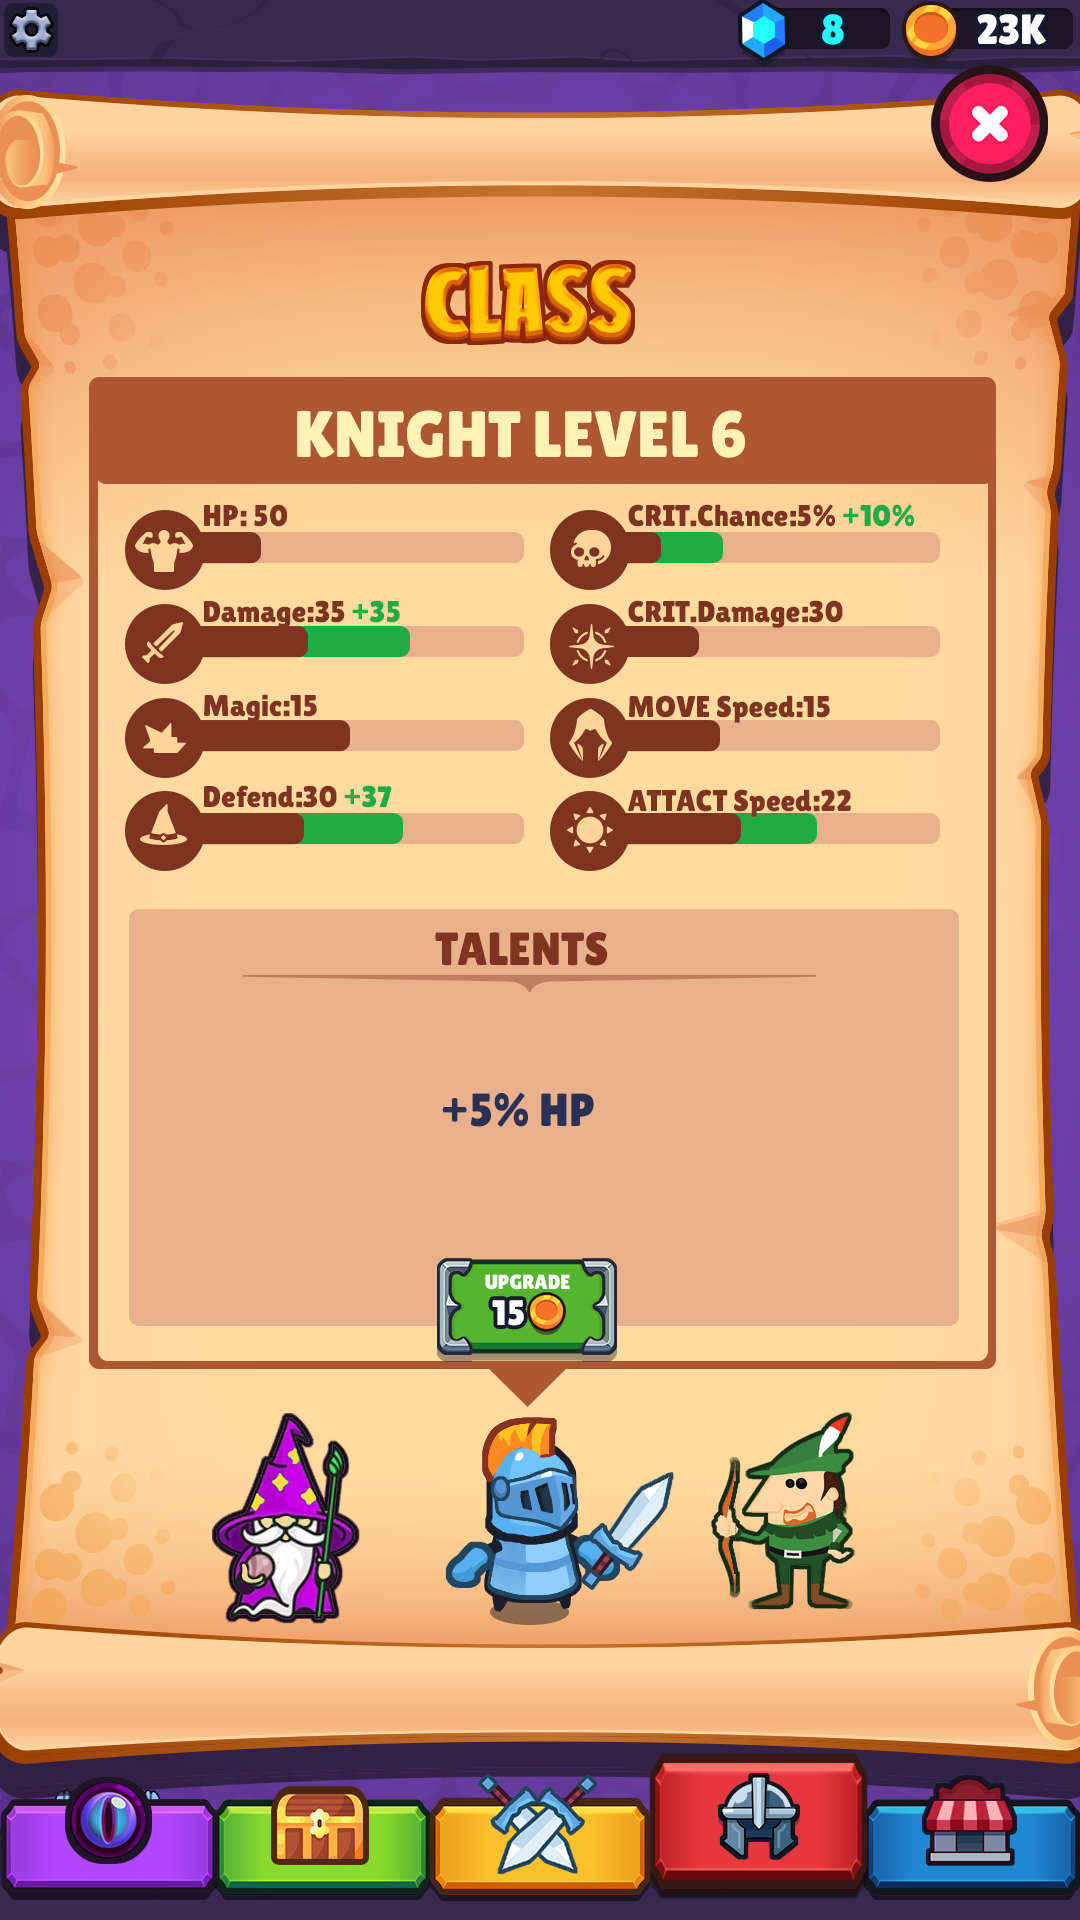 8
23K
CLASS
KNIGHT LEVEL 6
HP: 50
CRIT.Chance:5% +10%
Damage:35 +35
CRIT.Damage:30
Magic:15
MOVE Speed:15
Defend:30 +37
ATTACT Speed:22
TALENTS
+5% HP
UPGRADE
15